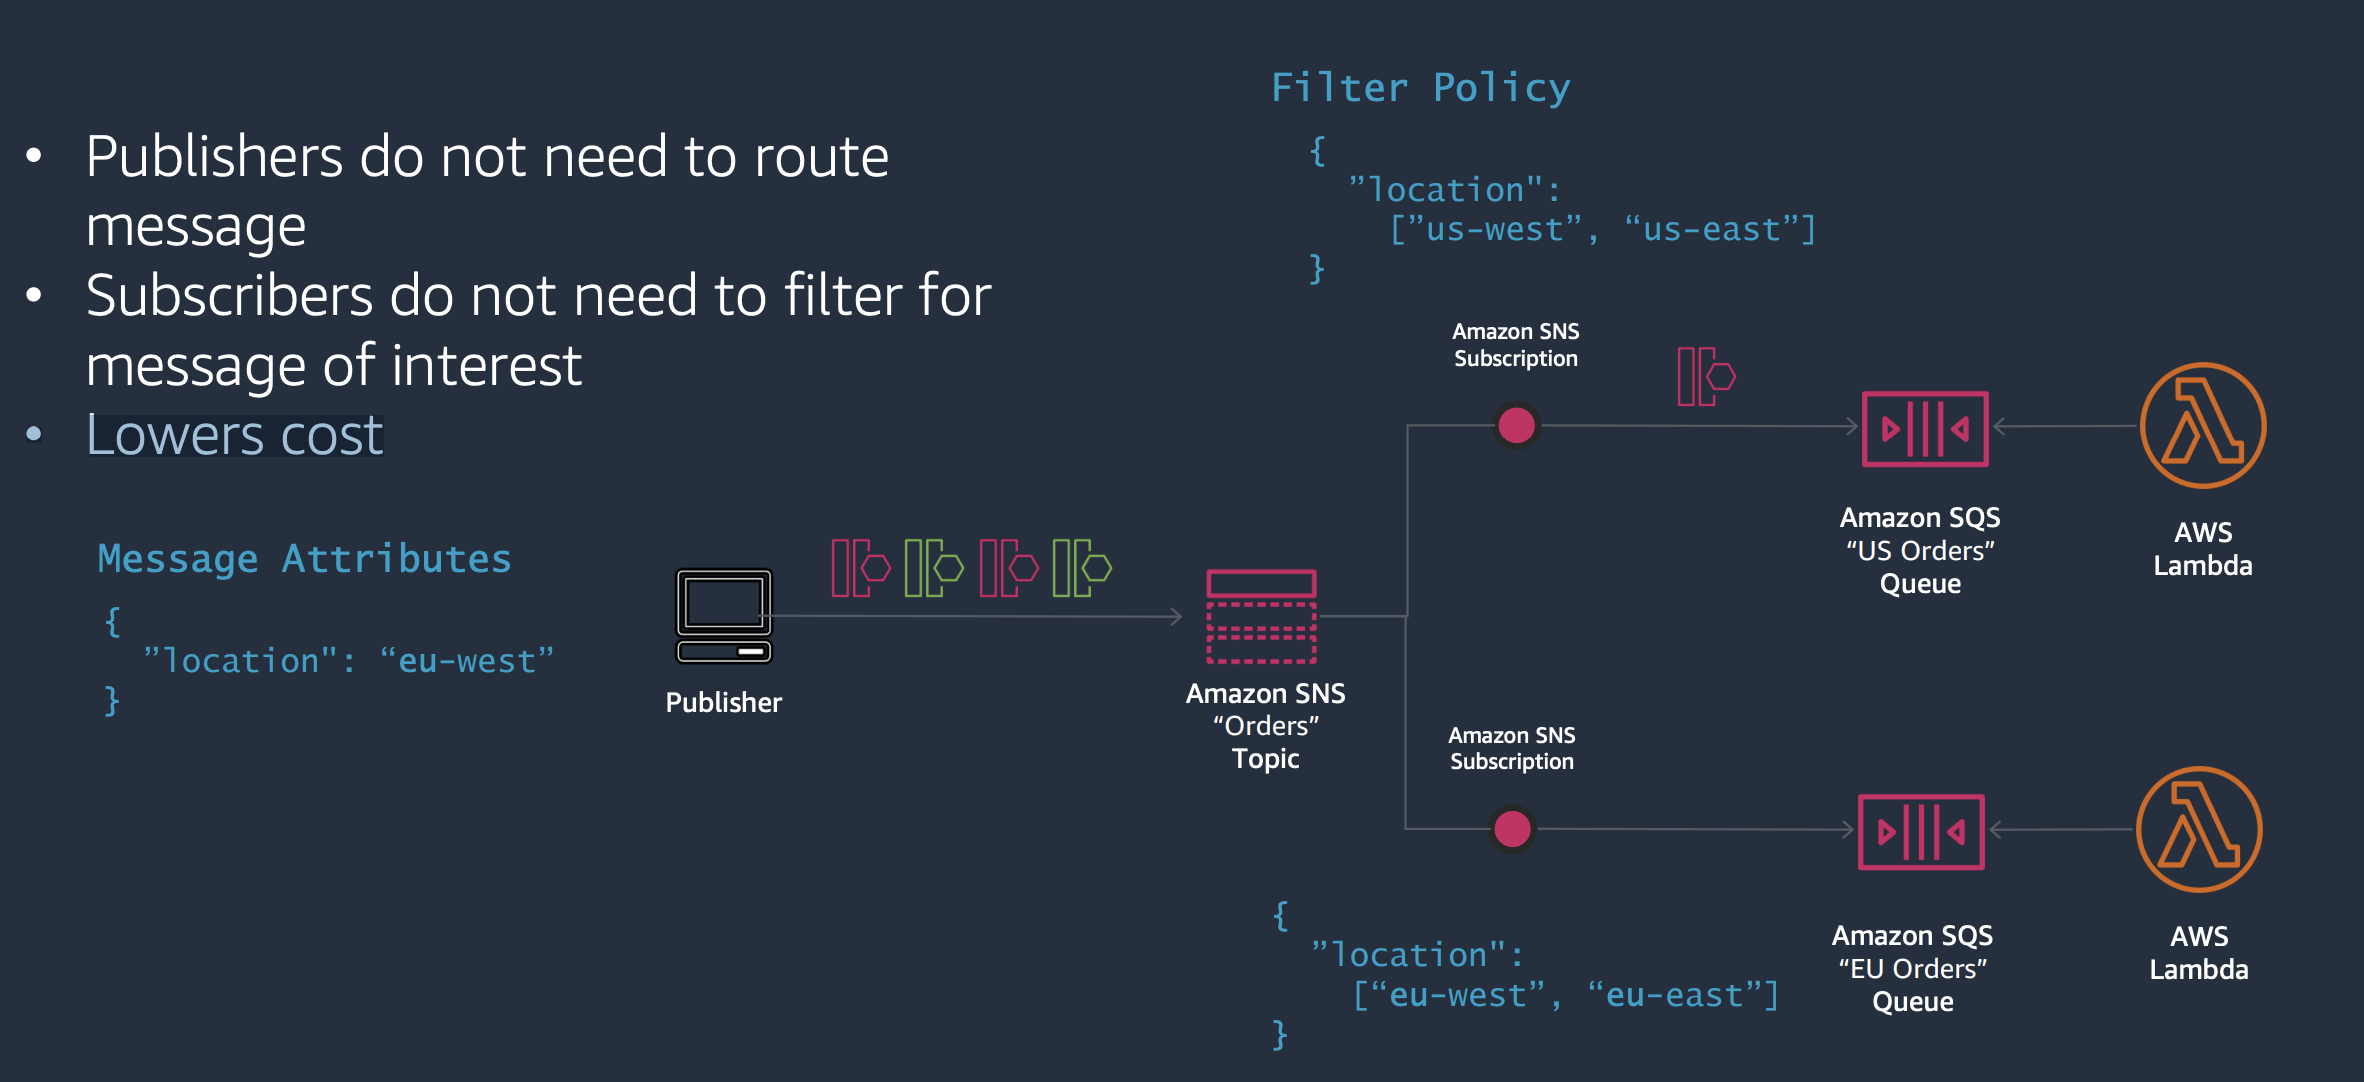 • Publishers do not need to route
message
• Subscribers do not need to filter for
message of interest
• Lowers cost
Message Attributes
{
”location": “eu-west”
}
Publisher
Amazon SNS
“Orders”
Topic
Filter Policy
{
”location":
[”us-west”, “us-east”]
}
Amazon SNS
Subscription
Amazon SQS
“US Orders”
Queue
AWS
Lambda
Amazon SNS
Subscription
{
”location":
[“eu-west”, “eu-east”]
}
Amazon SQS
“EU Orders”
Queue
AWS
Lambda